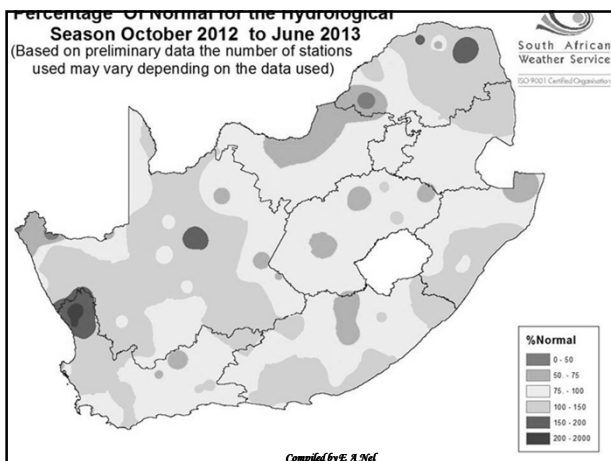 Percentage Of Normal for the Hydrological
Season October 2012 to June 2013
(Based on preliminary data the number of stations
used may vary depending on the data used)
South African
Weather Service
ISO 9001 Certified Organisation
%Normal
0 - 50
50. - 75
75. - 100
100 - 150
150 - 200
200 - 2000
Compiled by E. A Nel